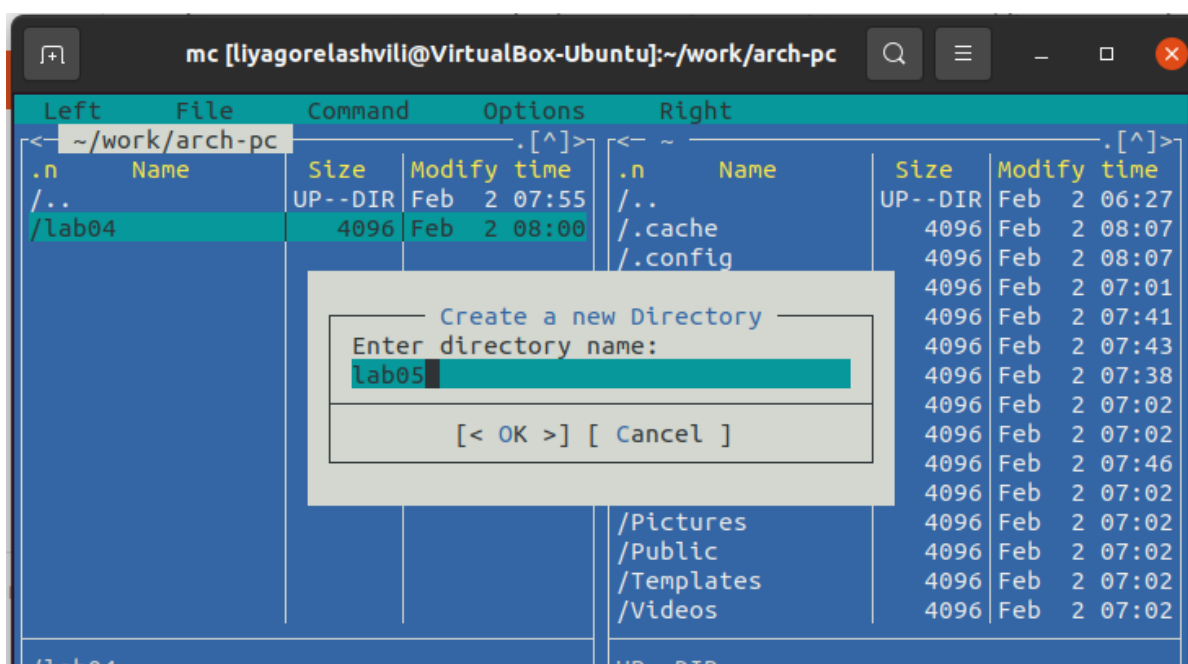 mc [liyagorelashvili@VirtualBox-Ubuntu]:~/work/arch-pc
Left File Command Options Right
<— ~/work/arch-pc .[^]>
.n Name Size Modify time
/.. UP--DIR Feb 2 07:55
/lab04 4096 Feb 2 08:00
<— ~ .[^]>
.n Name Size Modify time
/.. UP--DIR Feb 2 06:27
/.cache 4096 Feb 2 08:07
/.config 4096 Feb 2 08:07
4096 Feb 2 07:01
4096 Feb 2 07:41
4096 Feb 2 07:43
4096 Feb 2 07:38
4096 Feb 2 07:02
4096 Feb 2 07:02
4096 Feb 2 07:46
4096 Feb 2 07:02
/Pictures 4096 Feb 2 07:02
/Public 4096 Feb 2 07:02
/Templates 4096 Feb 2 07:02
/Videos 4096 Feb 2 07:02
Create a new Directory
Enter directory name:
lab05
[< OK >] [ Cancel ]
/lab04
UP--DIR